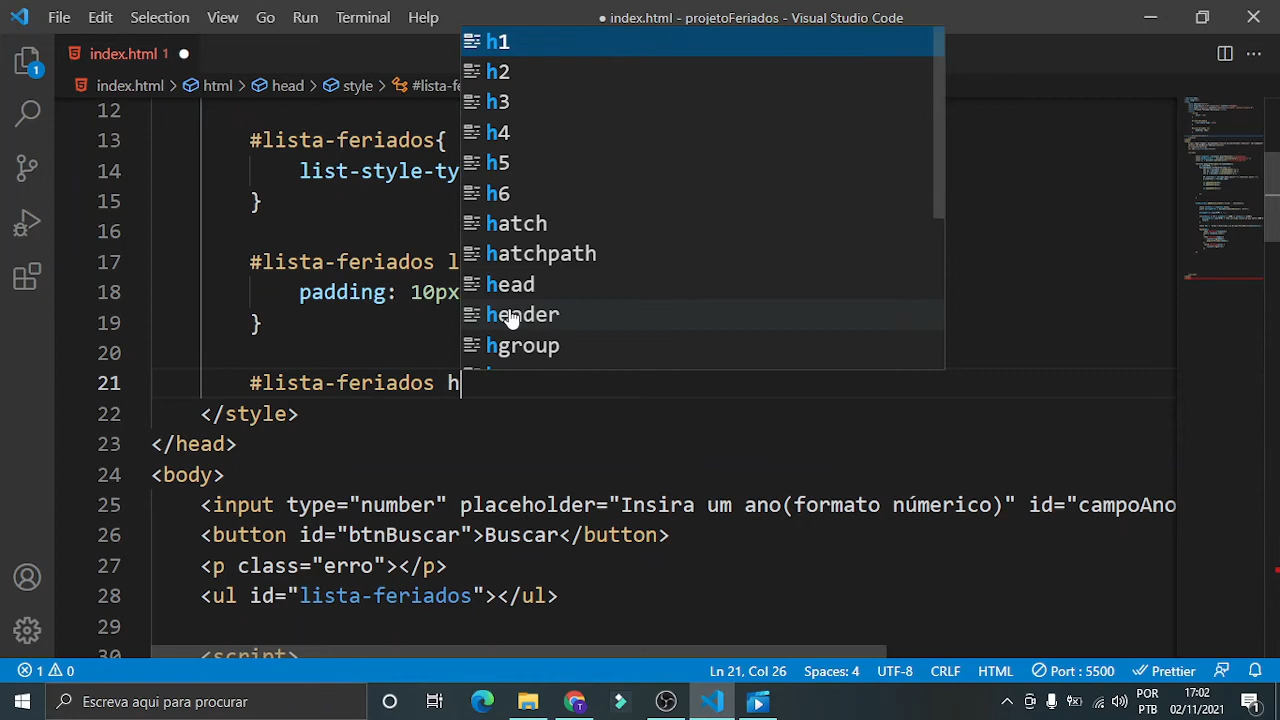 File Edit Selection View Go Run Terminal Help
● index.html - projetoFeriados - Visual Studio Code
index.html 1
index.html > html > head > style > #lista-fe
h1
h2
h3
h4
h5
h6
hatch
hatchpath
head
header
hgroup
12
13 #lista-feriados{
14 list-style-ty
15 }
16
17 #lista-feriados l
18 padding: 10px
19 }
20
21 #lista-feriados h
22 </style>
23 </head>
24 <body>
25 <input type="number" placeholder="Insira um ano(formato númerico)" id="campoAno
26 <button id="btnBuscar">Buscar</button>
27 <p class="erro"></p>
28 <ul id="lista-feriados"></ul>
29
30 <script>
1
1 0 Ln 21, Col 26 Spaces: 4 UTF-8 CRLF HTML Port : 5500 Prettier
Escreva aqui para pesquisar
POR
PTB
17:02
02/11/2021
1